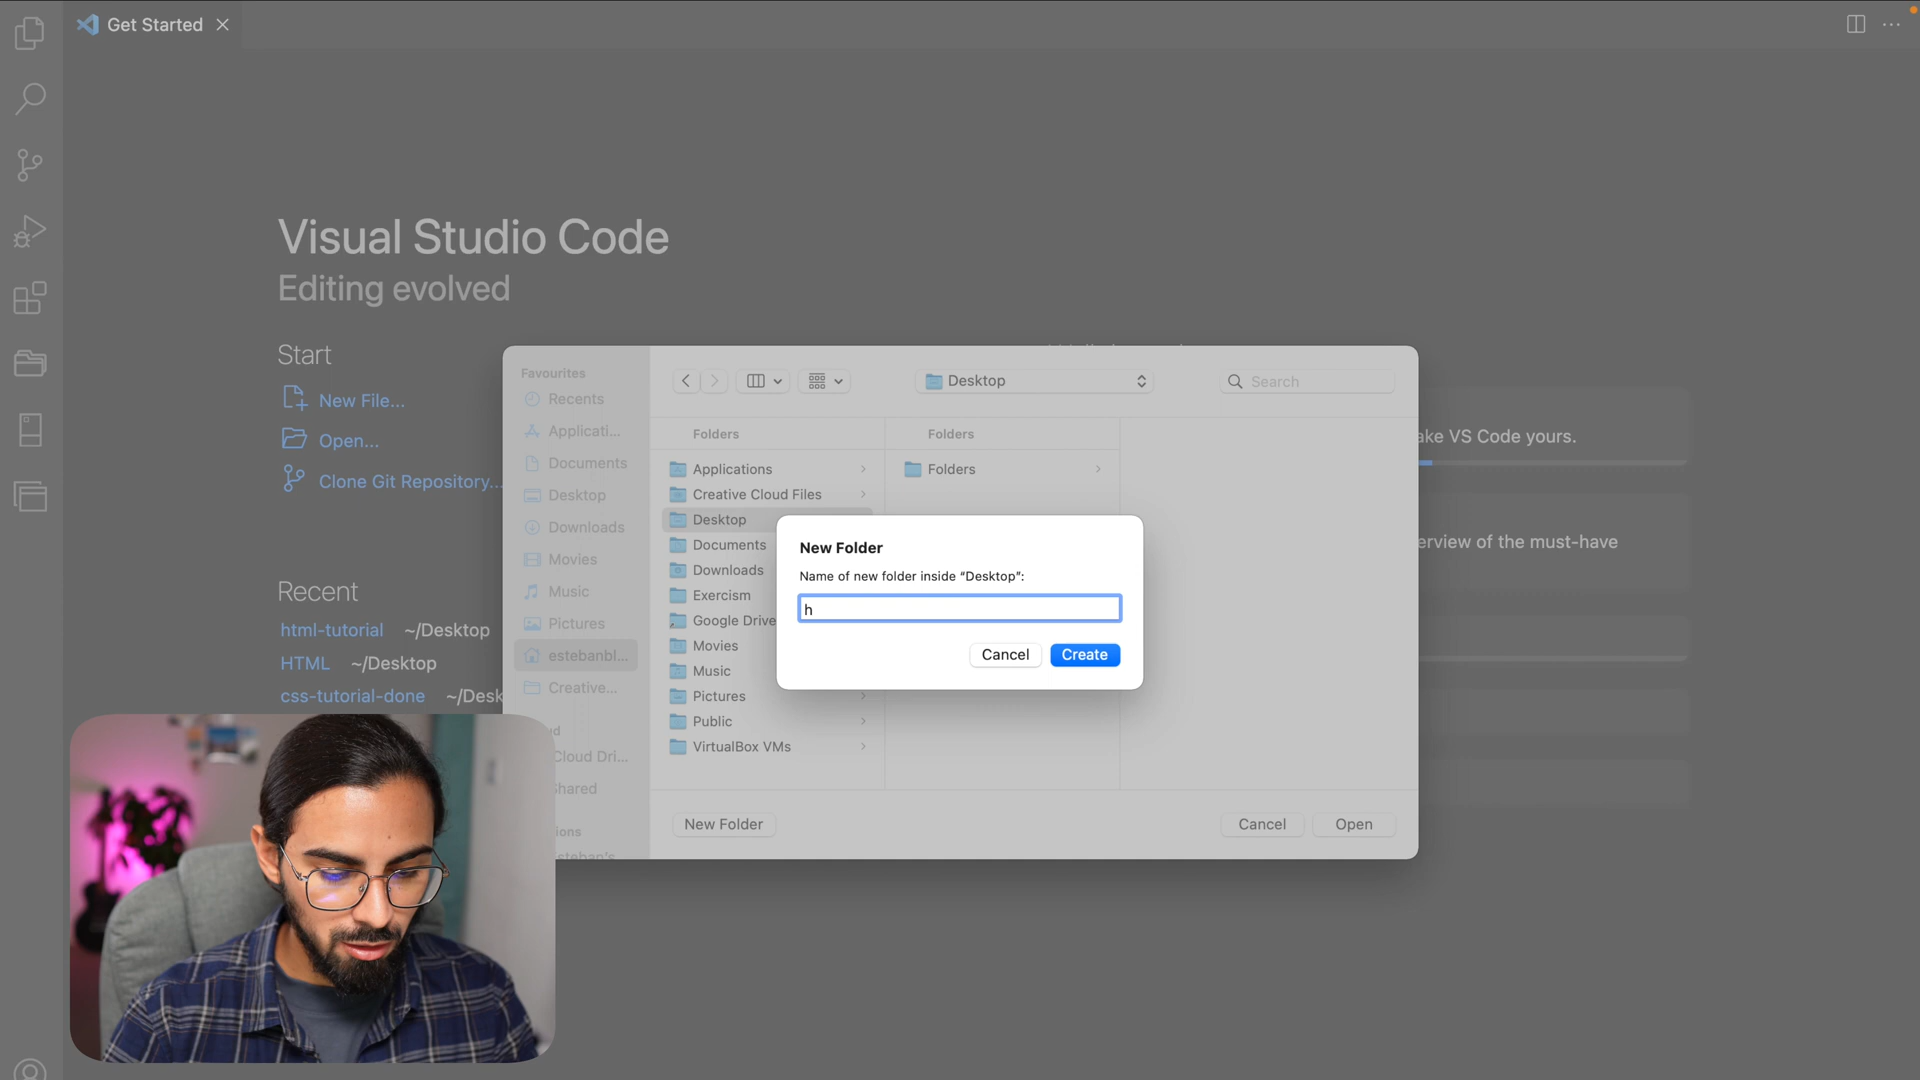 Get Started
Visual Studio Code
Editing evolved
Start
New File...
Open...
Clone Git Repository...
Recent
html-tutorial ~/Desktop
HTML ~/Desktop
css-tutorial-done ~/Desk
Favourites
Recents
Applicati...
Documents
Desktop
Downloads
Movies
Music
Pictures
estebanbl...
Creative...
Cloud Dri...
Shared
Desktop
Search
Folders
Applications
Creative Cloud Files
Desktop
Documents
Downloads
Exercism
Google Drive
Movies
Music
Pictures
Public
VirtualBox VMs
Folders
Folders
New Folder
Name of new folder inside “Desktop”:
h
Cancel
Create
New Folder
Cancel
Open
ake VS Code yours.
erview of the must-have